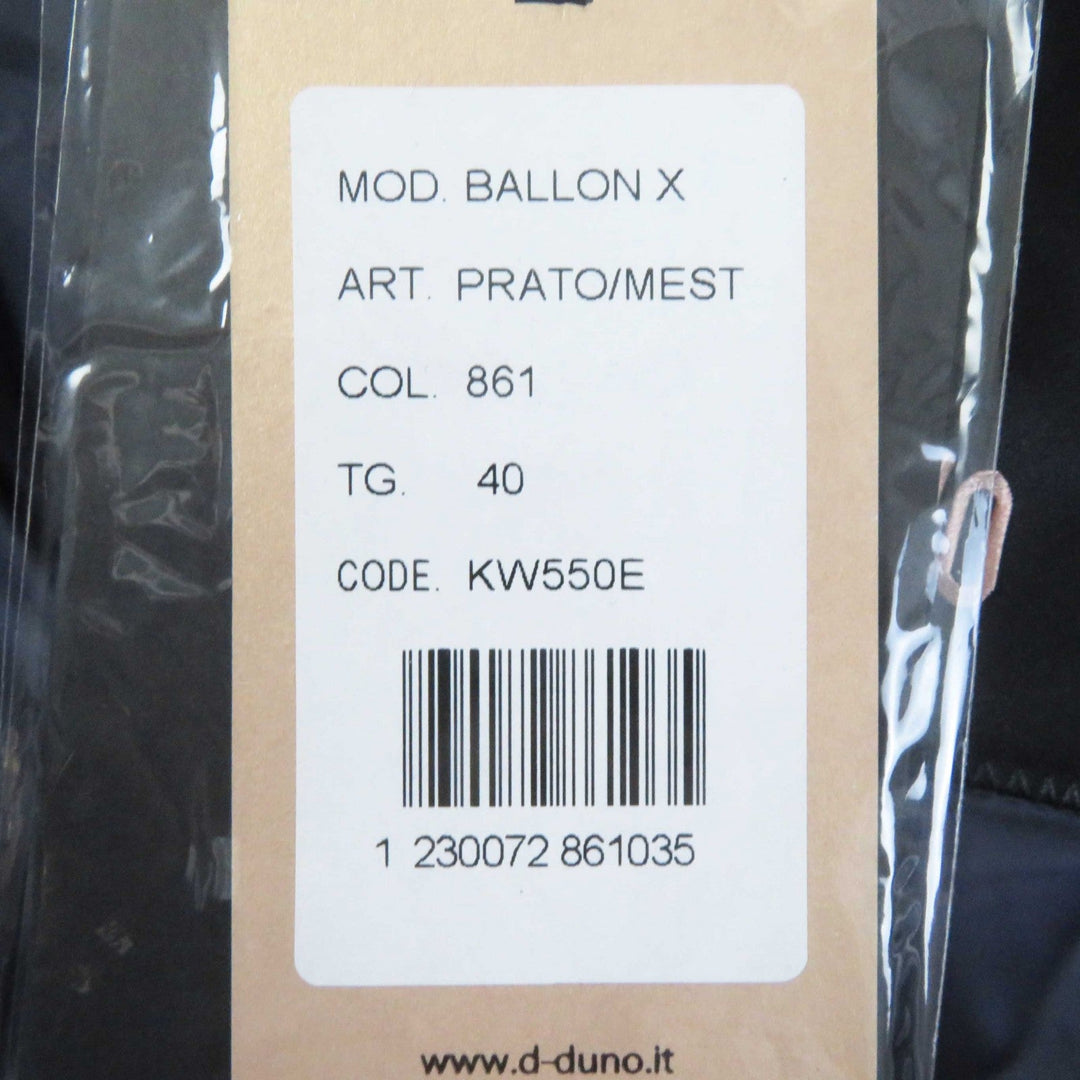 MOD. BALLON X
ART. PRATO/MEST
COL. 861
TG. 40
CODE. KW550E
1 230072 861035
www.d-duno.it